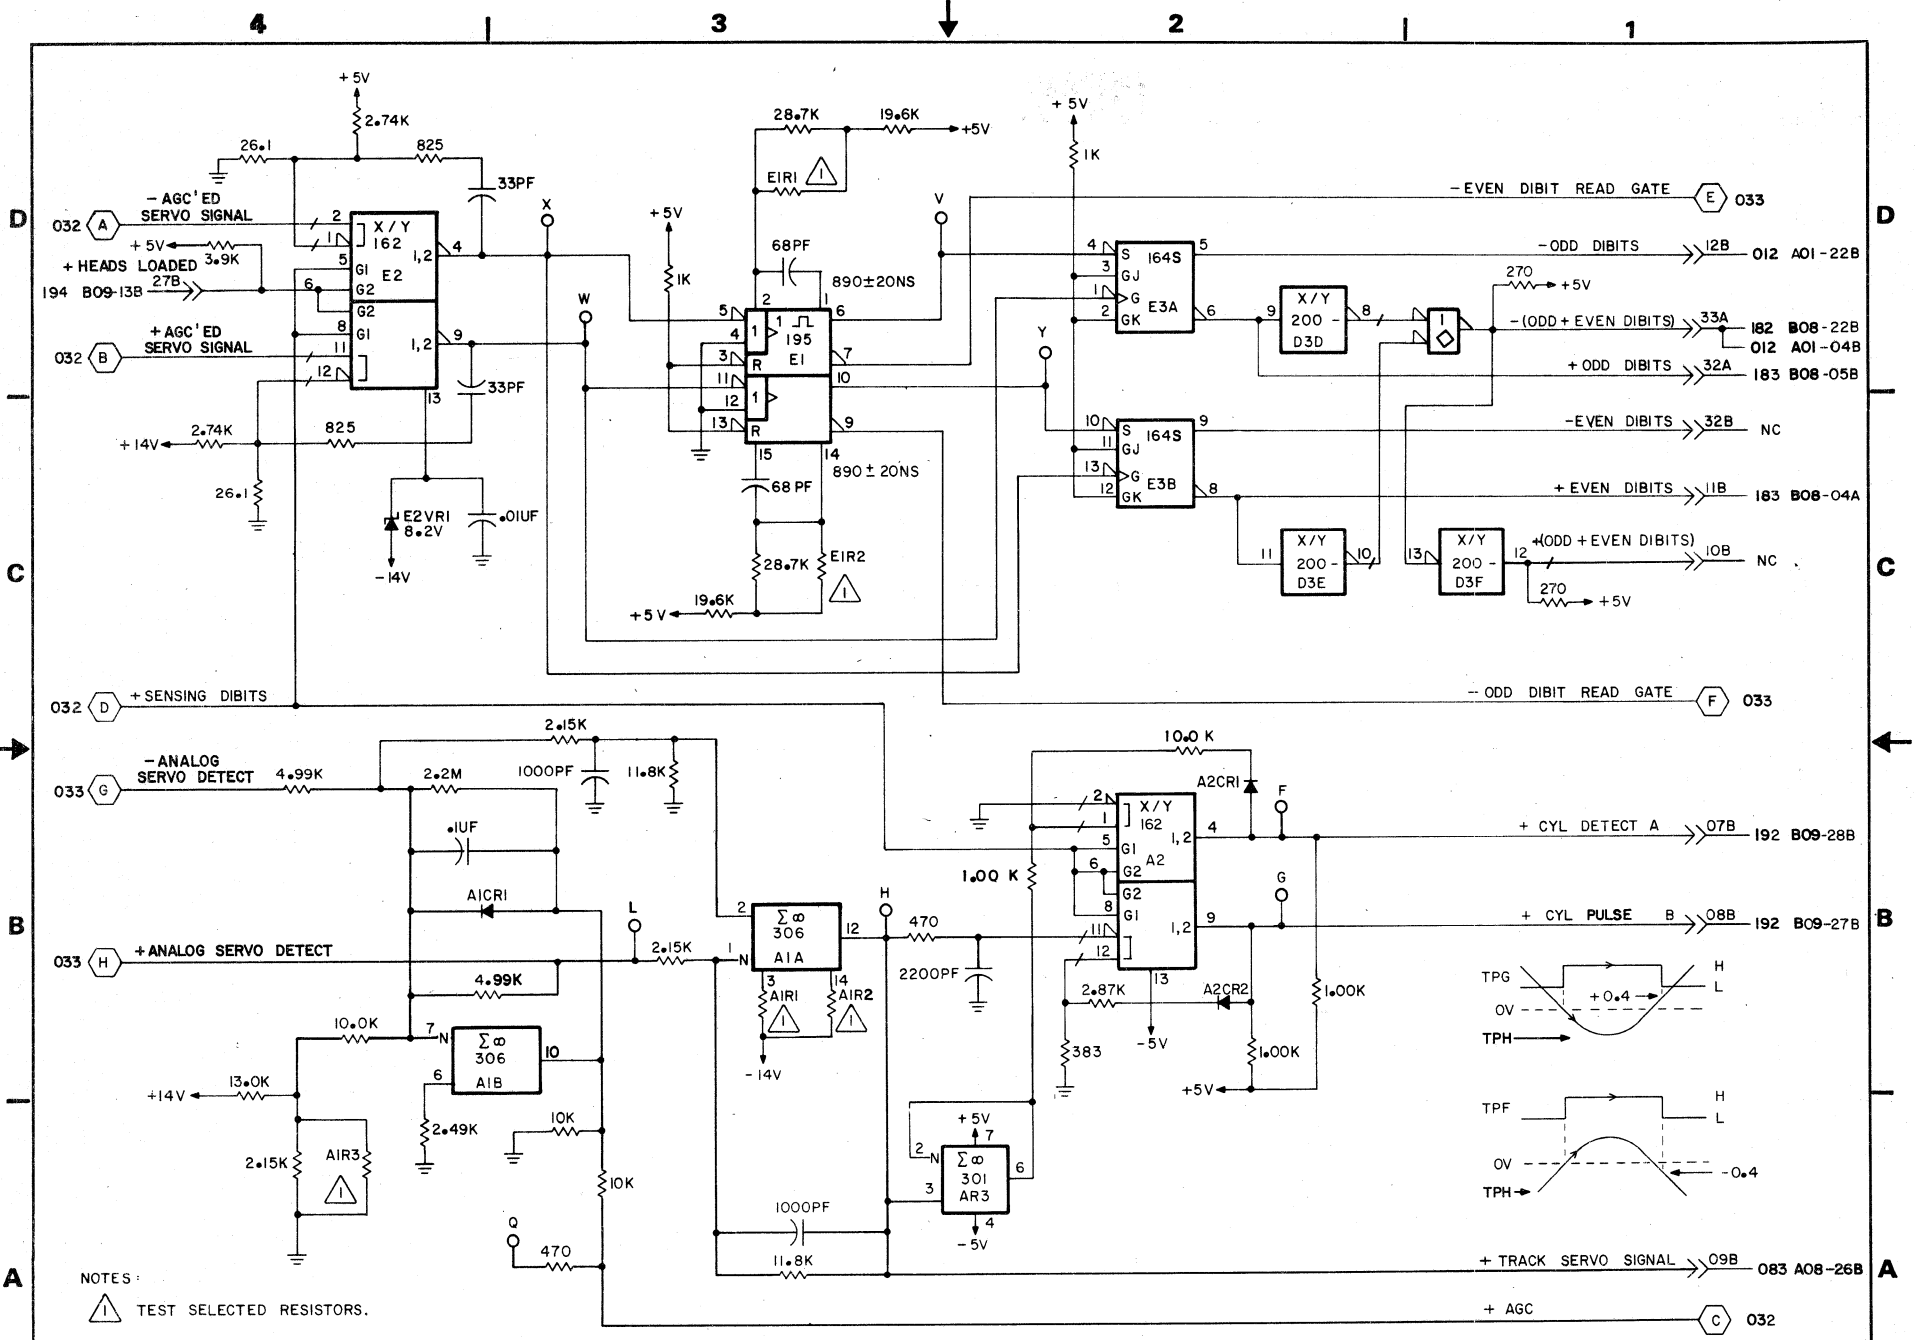 4 3 2 1
+5V
2.74K
26.1
825
33PF
- AGC'ED
SERVO SIGNAL
032 A
+5V
3.9K
+ HEADS LOADED
194 B09-13B 27B
+ AGC'ED
SERVO SIGNAL
032 B
2
1
5
6
8
11
12
X/Y
162
G1
E2
G2
G2
G1
1,2
1,2
4
9
13
33PF
X
W
+14V
2.74K
825
26.1
E2VR1
8.2V
.01UF
-14V
28.7K
19.6K
+5V
E1R1
1
68PF
890±20NS
+5V
1K
2
1
5
4
3
11
12
13
1
1
195
R
E1
1
R
6
7
10
9
15
14
68PF
890±20NS
28.7K
E1R2
1
19.6K
+5V
V
Y
+5V
1K
4
3
1
2
S
164S
GJ
G
E3A
GK
5
6
10
11
13
12
S
164S
GJ
G
E3B
GK
9
8
9
X/Y
200 -
D3D
8
1
11
X/Y
200 -
D3E
10
13
X/Y
200 -
D3F
12
270
+5V
270
+5V
- EVEN DIBIT READ GATE E 033
- ODD DIBITS 12B 012 A01-22B
-(ODD + EVEN DIBITS) 33A 182 B08-22B
012 A01-04B
+ ODD DIBITS 32A 183 B08-05B
- EVEN DIBITS 32B NC
+ EVEN DIBITS 11B 183 B08-04A
+(ODD + EVEN DIBITS) 10B NC
- ODD DIBIT READ GATE F 033
D D
C C
B B
A A
032 D + SENSING DIBITS
- ANALOG
SERVO DETECT
033 G
4.99K
2.2M
.1UF
A1CR1
2.15K
1000PF
11.8K
033 H + ANALOG SERVO DETECT
4.99K
L
2.15K
10.0K
7
N
Σ∞
306
A1B
10
6
2.49K
+14V
13.0K
2.15K
A1R3
1
10K
10K
Q
470
2
1
N
Σ∞
306
A1A
12
3
14
A1R1
1
A1R2
1
-14V
H
470
2200PF
1000PF
11.8K
+5V
7
2
N
Σ∞
301
AR3
3
6
4
-5V
10.0 K
1.00 K
A2CR1
2
1
5
6
8
11
12
X/Y
162
G1
A2
G2
G2
G1
1,2
1,2
4
9
13
-5V
2.87K
A2CR2
383
1.00K
1.00K
+5V
F
G
+ CYL DETECT A 07B 192 B09-28B
+ CYL PULSE B 08B 192 B09-27B
TPG
H
L
+0.4
0V
TPH
TPF
H
L
0V
-0.4
TPH
+ TRACK SERVO SIGNAL 09B 083 A08-26B
+ AGC C 032
NOTES:
1 TEST SELECTED RESISTORS.